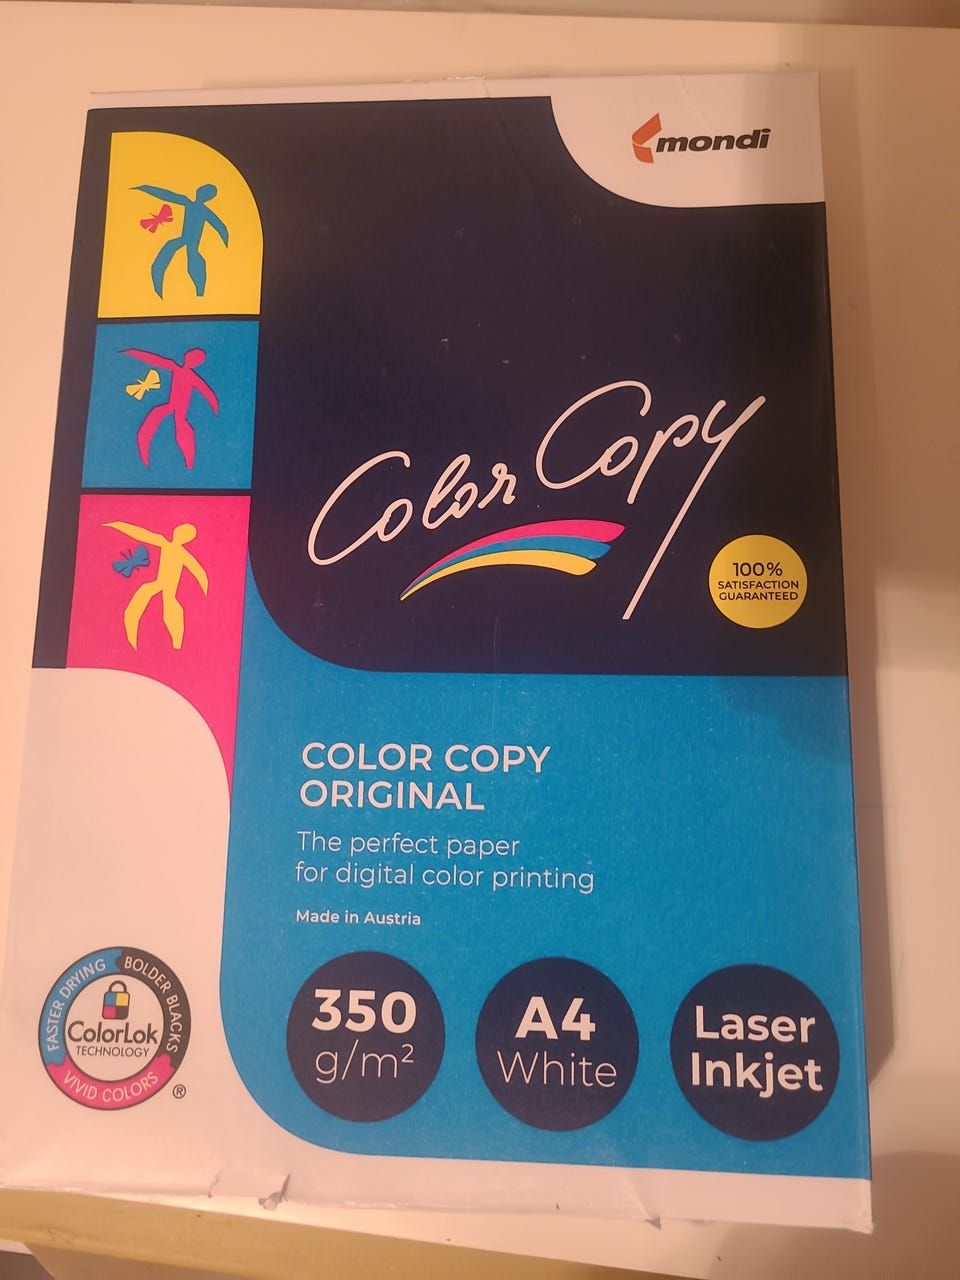 mondi
Color Copy
100%
SATISFACTION
GUARANTEED
COLOR COPY
ORIGINAL
The perfect paper
for digital color printing
Made in Austria
FASTER DRYING
BOLDER BLACKS
ColorLok
TECHNOLOGY
VIVID COLORS
®
350
g/m²
A4
White
Laser
Inkjet